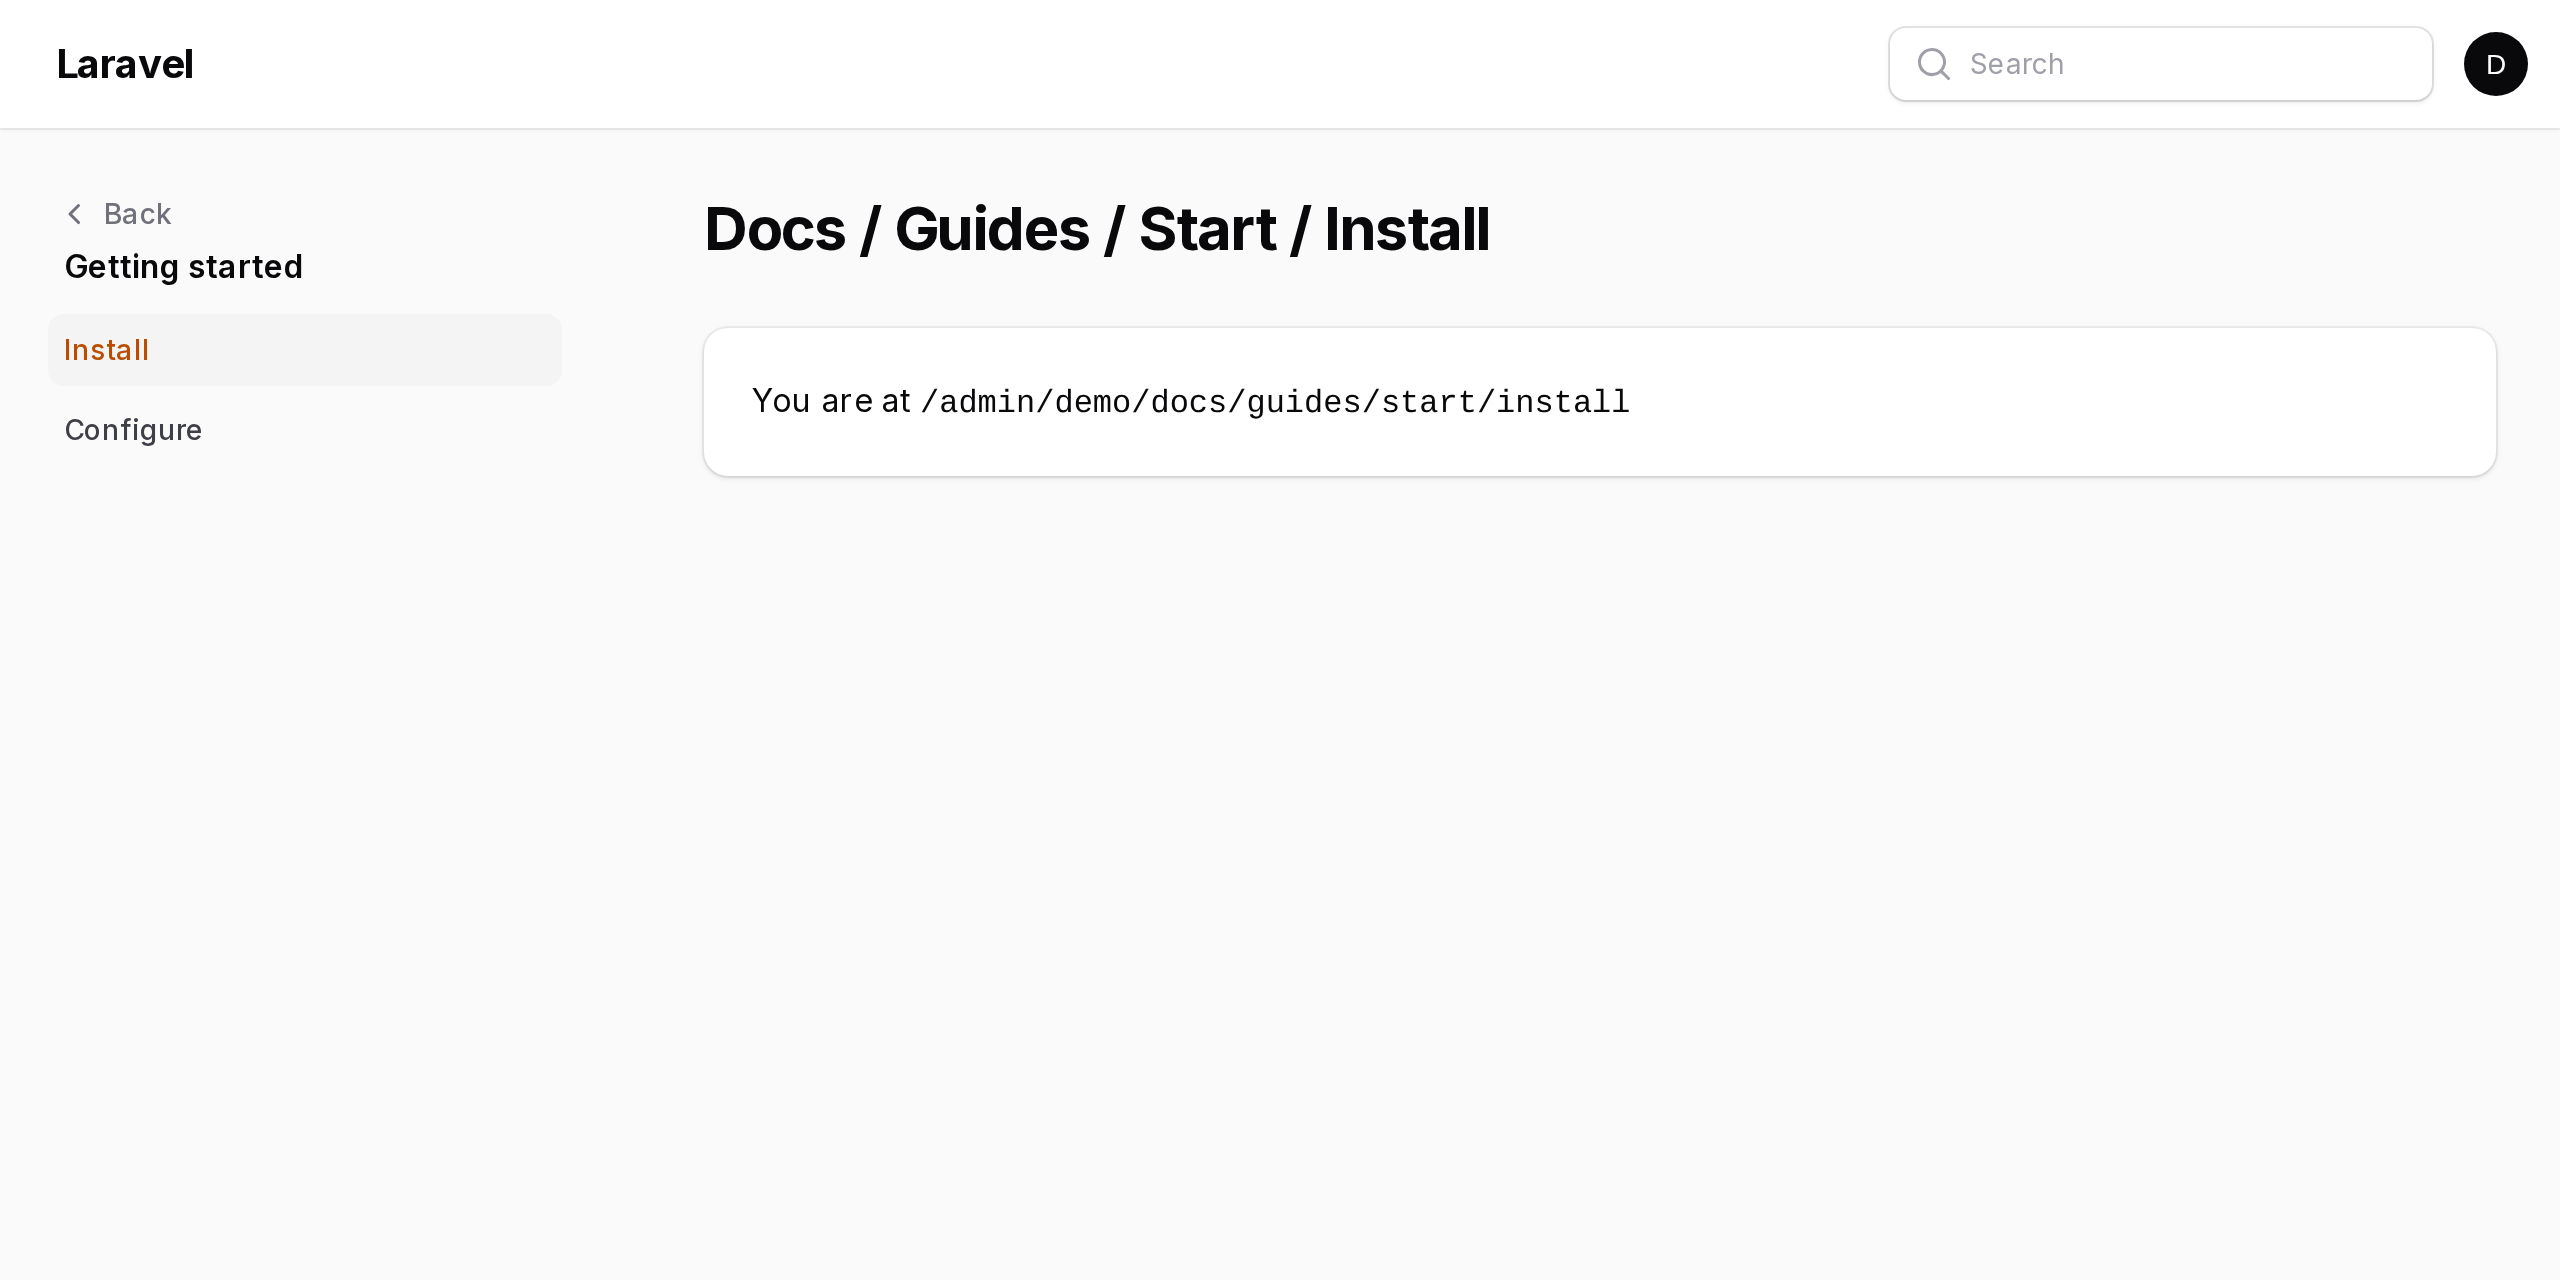 Laravel
Search
D
Back
Getting started
Install
Configure
Docs / Guides / Start / Install
You are at /admin/demo/docs/guides/start/install